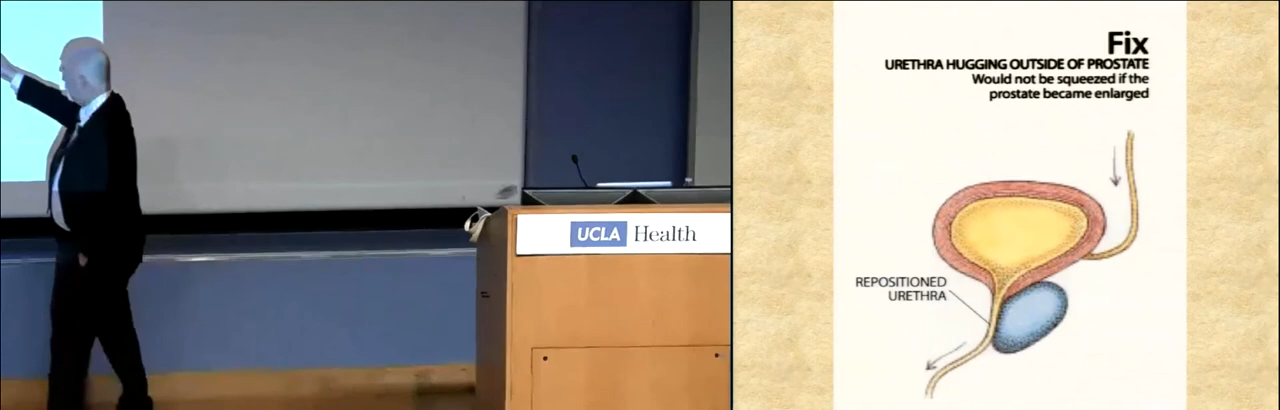 UCLA Health
Fix
URETHRA HUGGING OUTSIDE OF PROSTATE
Would not be squeezed if the
prostate became enlarged
REPOSITIONED
URETHRA